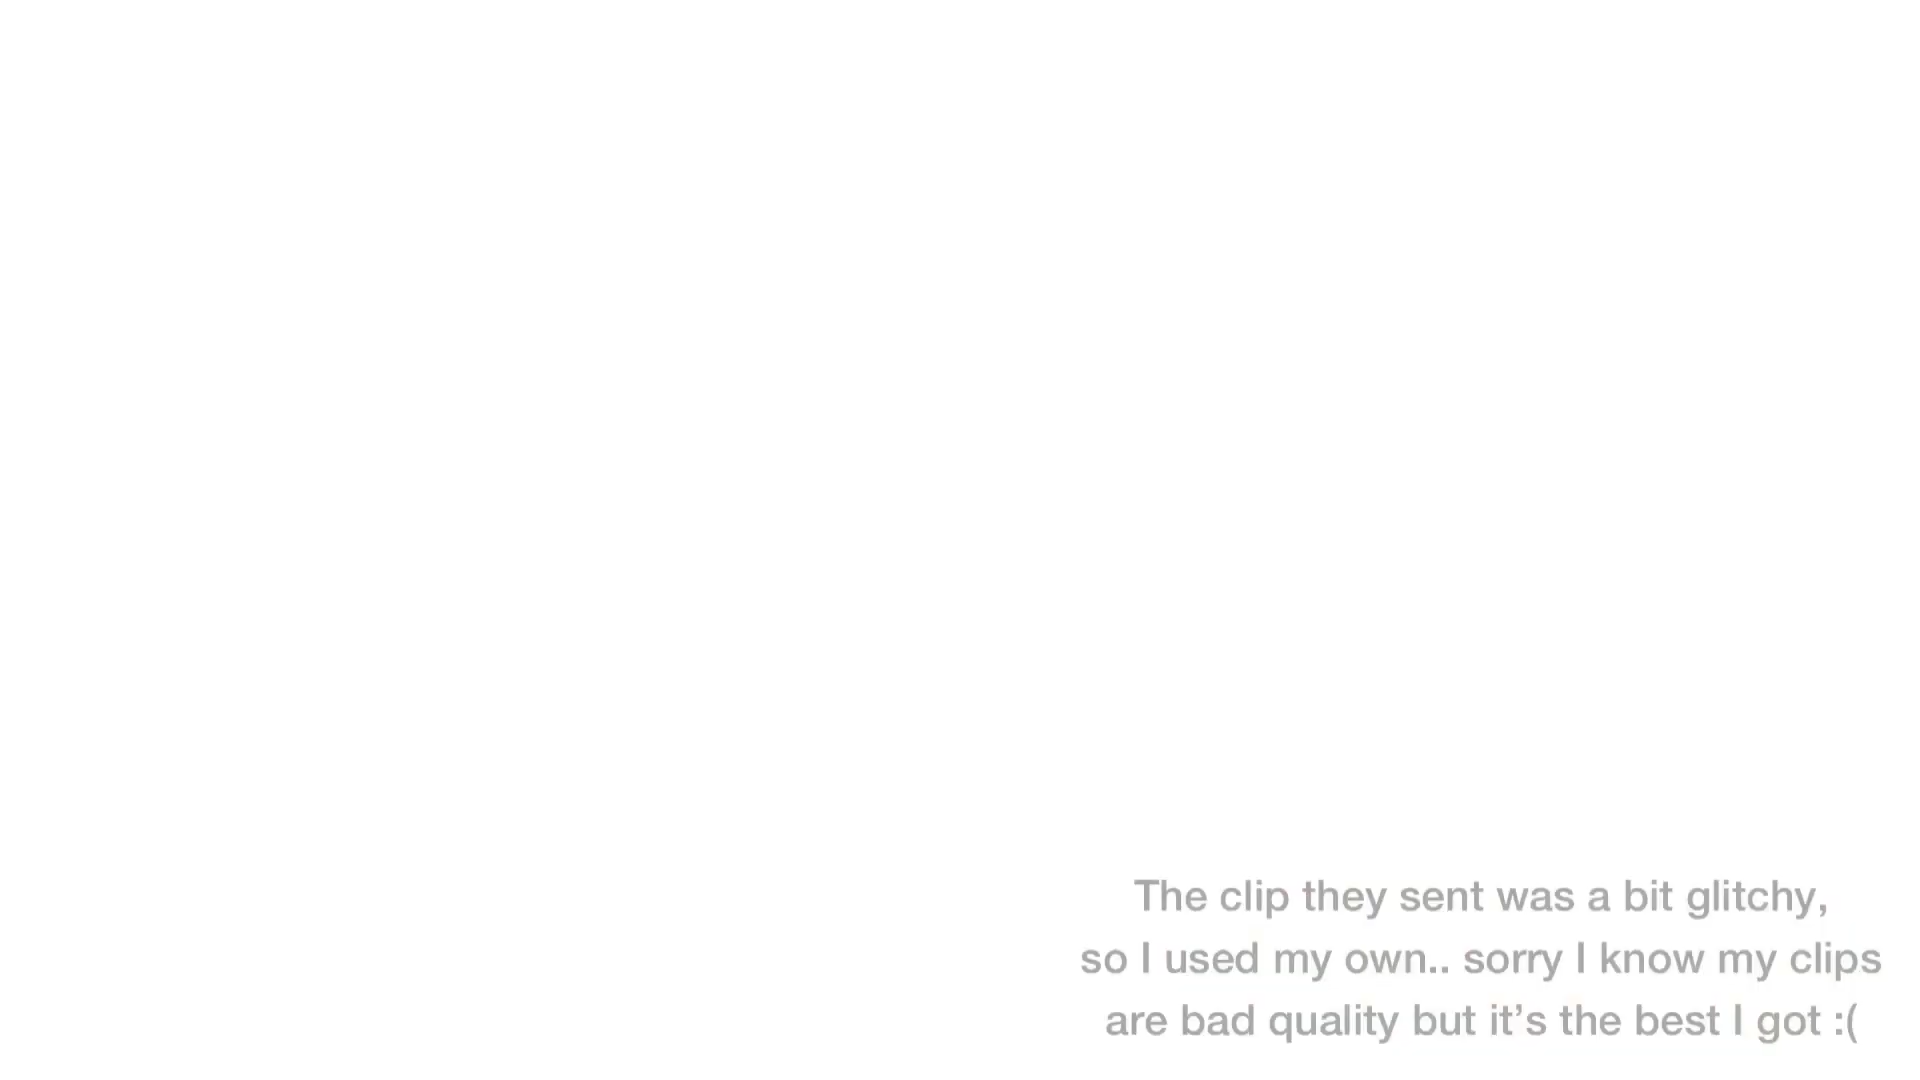 The clip they sent was a bit glitchy,
so I used my own.. sorry I know my clips
are bad quality but it’s the best I got :(